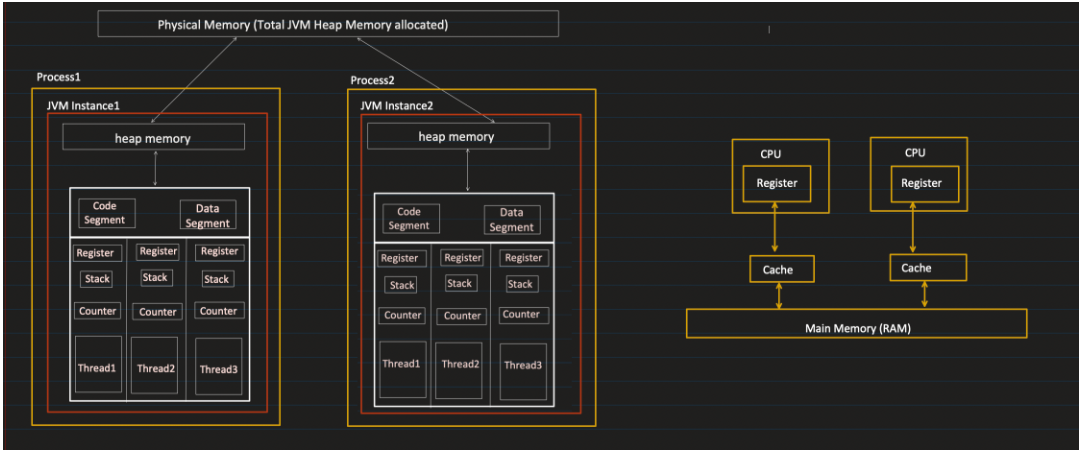 Physical Memory (Total JVM Heap Memory allocated)
Process1
JVM Instance1
heap memory
Code
Segment
Data
Segment
Register
Register
Register
Stack
Stack
Stack
Counter
Counter
Counter
Thread1
Thread2
Thread3
Process2
JVM Instance2
heap memory
Code
Segment
Data
Segment
Register
Register
Register
Stack
Stack
Stack
Counter
Counter
Counter
Thread1
Thread2
Thread3
CPU
Register
CPU
Register
Cache
Cache
Main Memory (RAM)